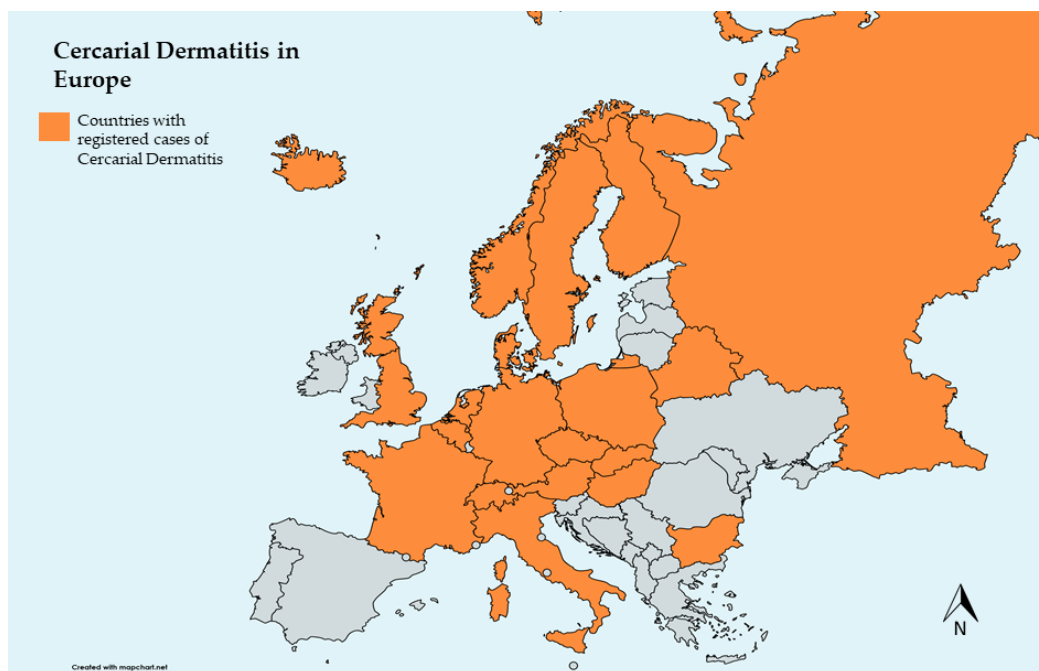 Cercarial Dermatitis in
Europe
Countries with
registered cases of
Cercarial Dermatitis
N
Created with mapchart.net